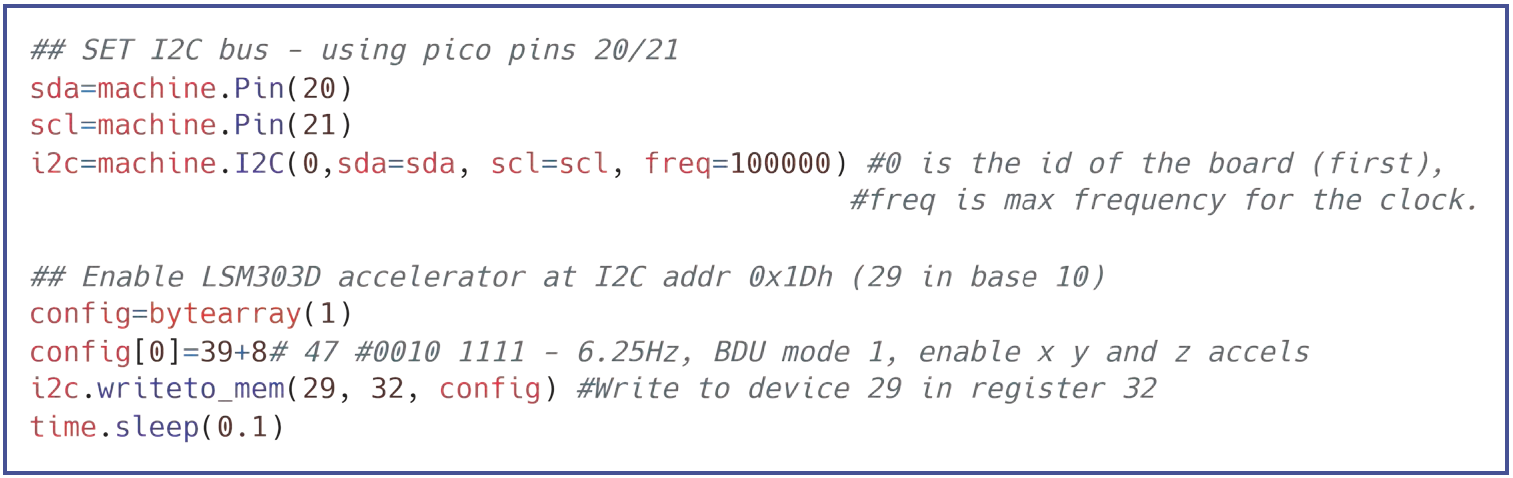 ## SET I2C bus - using pico pins 20/21
sda=machine.Pin(20)
scl=machine.Pin(21)
i2c=machine.I2C(0,sda=sda, scl=scl, freq=100000) #0 is the id of the board (first),
#freq is max frequency for the clock.
## Enable LSM303D accelerator at I2C addr 0x1Dh (29 in base 10)
config=bytearray(1)
config[0]=39+8# 47 #0010 1111 - 6.25Hz, BDU mode 1, enable x y and z accels
i2c.writeto_mem(29, 32, config) #Write to device 29 in register 32
time.sleep(0.1)